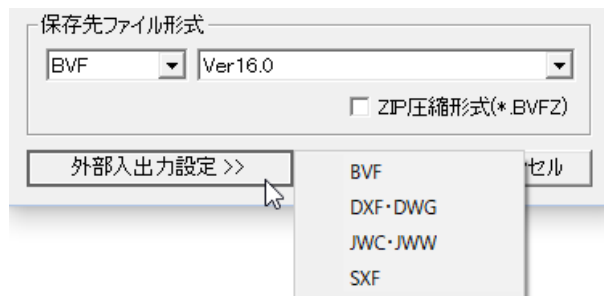 保存先ファイル形式
BVF Ver16.0
ZIP圧縮形式(*.BVFZ)
外部入出力設定 >>
セル
BVF
DXF・DWG
JWC・JWW
SXF